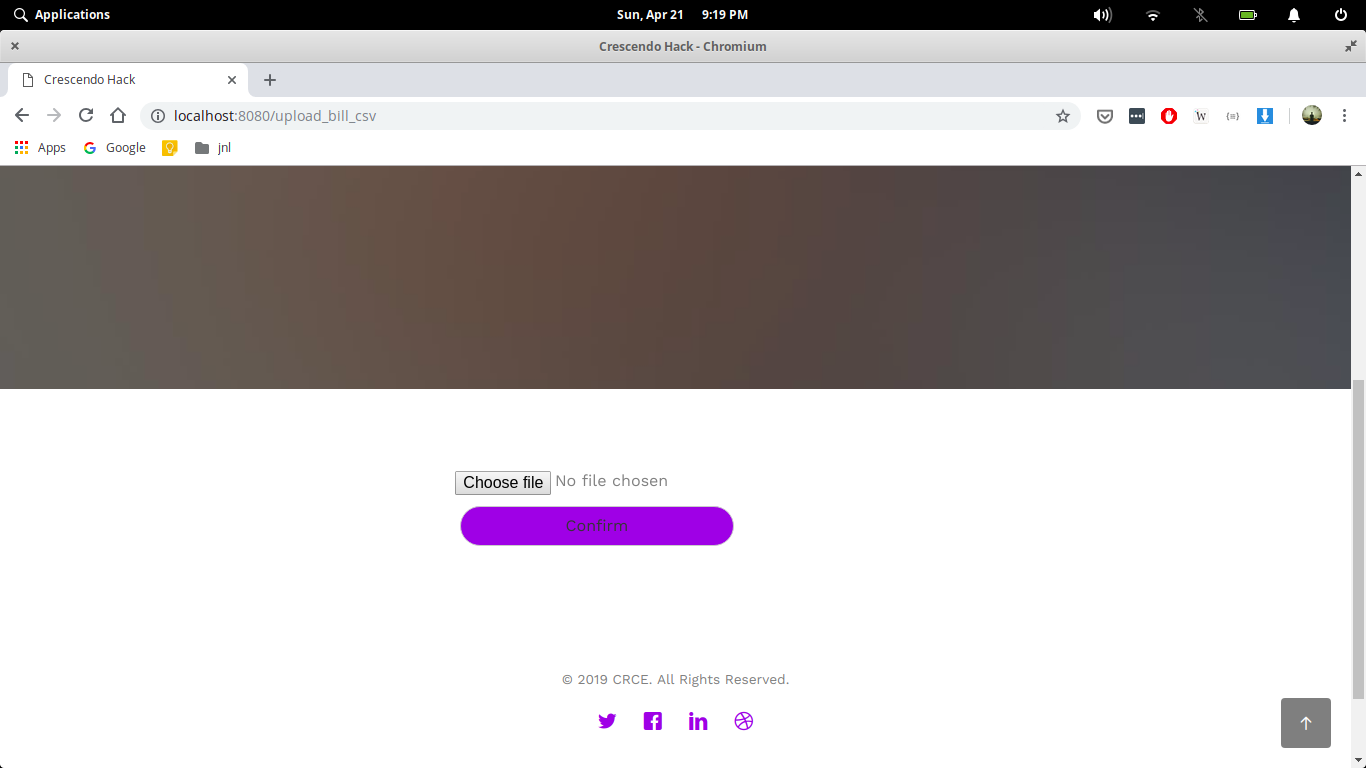 Applications
Sun, Apr 21 9:19 PM
Crescendo Hack - Chromium
Crescendo Hack
localhost:8080/upload_bill_csv
W
Apps Google jnl
Choose file No file chosen
Confirm
© 2019 CRCE. All Rights Reserved.